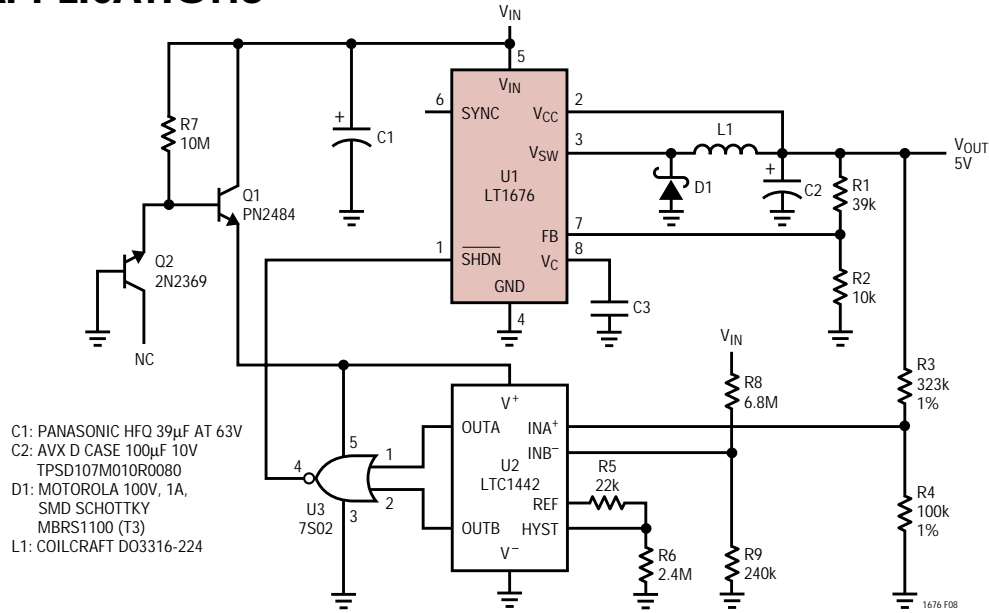 APPLICATIONS
VIN
5
VIN
6
SYNC
VCC
2
R7
10M
+
C1
VSW
3
L1
VOUT
5V
U1
LT1676
D1
+
C2
R1
39k
Q1
PN2484
FB
7
1
SHDN
VC
8
Q2
2N2369
GND
R2
10k
4
C3
NC
VIN
R3
323k
1%
R8
6.8M
V+
C1: PANASONIC HFQ 39µF AT 63V
C2: AVX D CASE 100µF 10V
TPSD107M010R0080
D1: MOTOROLA 100V, 1A,
SMD SCHOTTKY
MBRS1100 (T3)
L1: COILCRAFT DO3316-224
5
1
4
2
U3
7S02
3
OUTA
INA+
INB–
U2
LTC1442
R5
22k
REF
OUTB
HYST
V–
R4
100k
1%
R6
2.4M
R9
240k
1676 F08